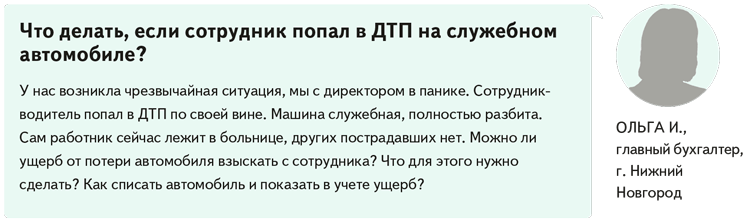 Что делать, если сотрудник попал в ДТП на служебном
автомобиле?
У нас возникла чрезвычайная ситуация, мы с директором в панике. Сотрудник-
водитель попал в ДТП по своей вине. Машина служебная, полностью разбита.
Сам работник сейчас лежит в больнице, других пострадавших нет. Можно ли
ущерб от потери автомобиля взыскать с сотрудника? Что для этого нужно
сделать? Как списать автомобиль и показать в учете ущерб?
ОЛЬГА И.,
главный бухгалтер,
г. Нижний
Новгород